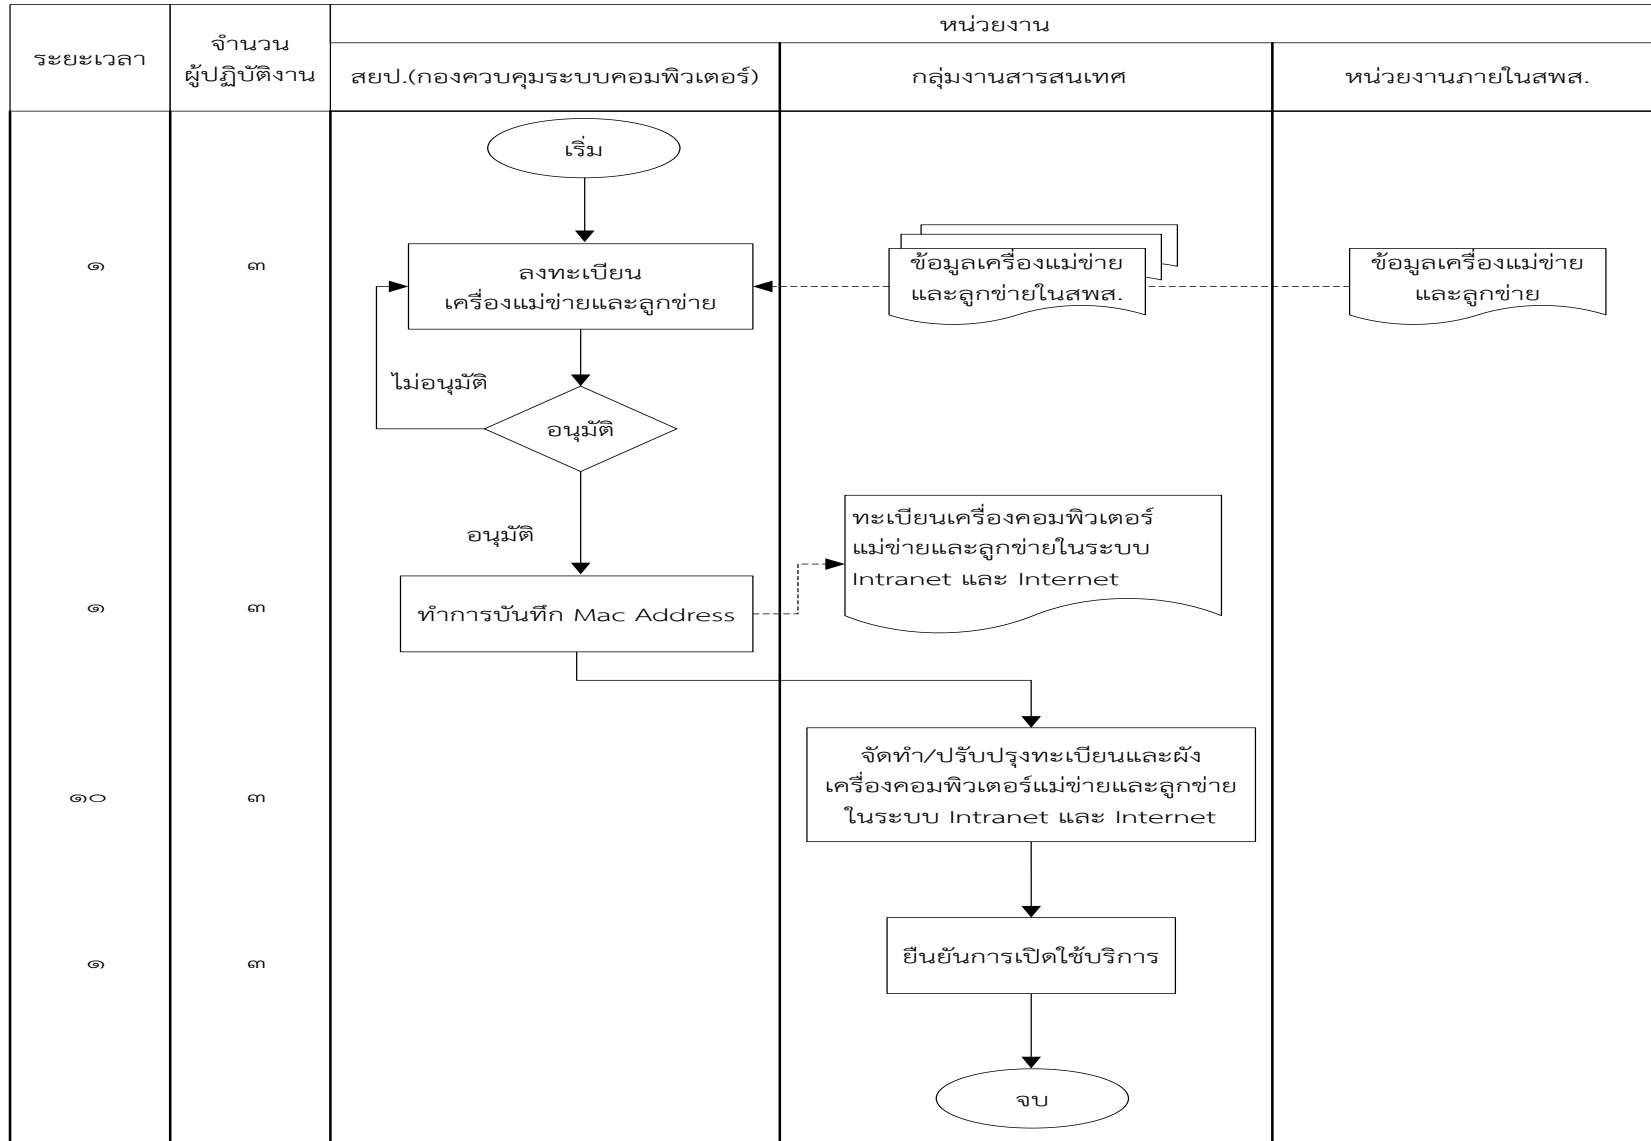 หน่วยงาน
ระยะเวลา
จำนวน
ผู้ปฏิบัติงาน
สยป.(กองควบคุมระบบคอมพิวเตอร์)
กลุ่มงานสารสนเทศ
หน่วยงานภายในสพส.
เริ่ม
๑
๓
ลงทะเบียน
เครื่องแม่ข่ายและลูกข่าย
ข้อมูลเครื่องแม่ข่าย
และลูกข่ายในสพส.
ข้อมูลเครื่องแม่ข่าย
และลูกข่าย
ไม่อนุมัติ
อนุมัติ
อนุมัติ
ทะเบียนเครื่องคอมพิวเตอร์
แม่ข่ายและลูกข่ายในระบบ
Intranet และ Internet
๑
๓
ทำการบันทึก Mac Address
จัดทำ/ปรับปรุงทะเบียนและผัง
เครื่องคอมพิวเตอร์แม่ข่ายและลูกข่าย
ในระบบ Intranet และ Internet
๑๐
๓
ยืนยันการเปิดใช้บริการ
๑
๓
จบ